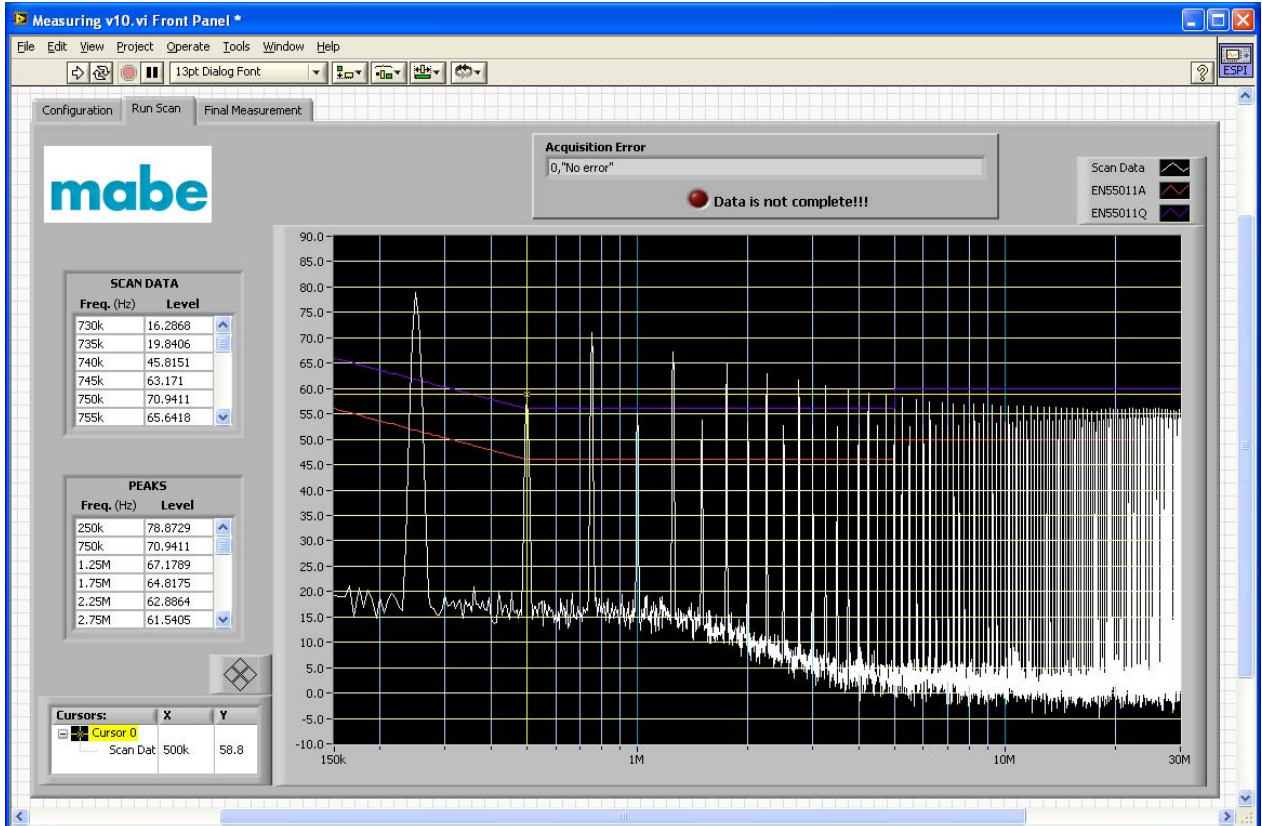 Measuring v10.vi Front Panel *
File Edit View Project Operate Tools Window Help
13pt Dialog Font
? ESPI
Configuration Run Scan Final Measurement
mabe
Acquisition Error
0,"No error"
Data is not complete!!!
Scan Data
EN55011A
EN55011Q
SCAN DATA
Freq. (Hz) Level
730k 16.2868
735k 19.8406
740k 45.8151
745k 63.171
750k 70.9411
755k 65.6418
PEAKS
Freq. (Hz) Level
250k 78.8729
750k 70.9411
1.25M 67.1789
1.75M 64.8175
2.25M 62.8864
2.75M 61.5405
Cursors: X Y
Cursor 0
Scan Dat 500k 58.8
90.0
85.0
80.0
75.0
70.0
65.0
60.0
55.0
50.0
45.0
40.0
35.0
30.0
25.0
20.0
15.0
10.0
5.0
0.0
-5.0
-10.0
150k 1M 10M 30M